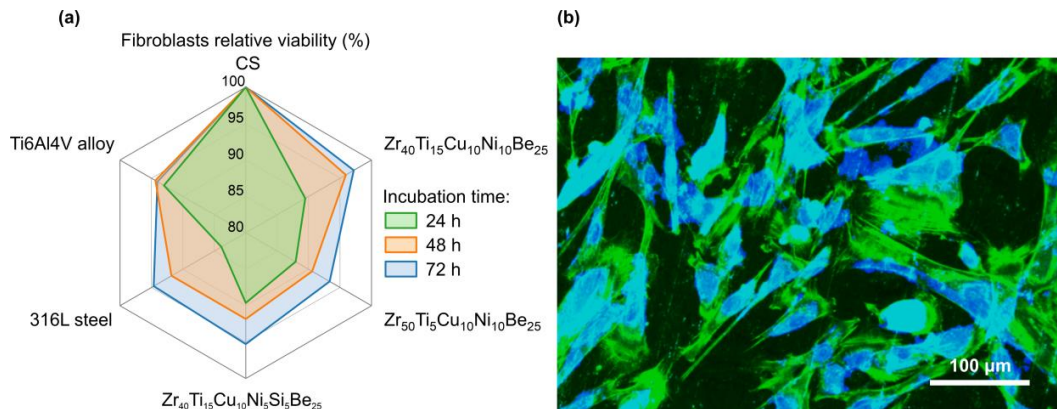 (a)
Fibroblasts relative viability (%)
CS
100
95
90
85
80
Ti6Al4V alloy
Zr₄₀Ti₁₅Cu₁₀Ni₁₀Be₂₅
Incubation time:
24 h
48 h
72 h
316L steel
Zr₅₀Ti₅Cu₁₀Ni₁₀Be₂₅
Zr₄₀Ti₁₅Cu₁₀Ni₅Si₅Be₂₅
(b)
100 µm